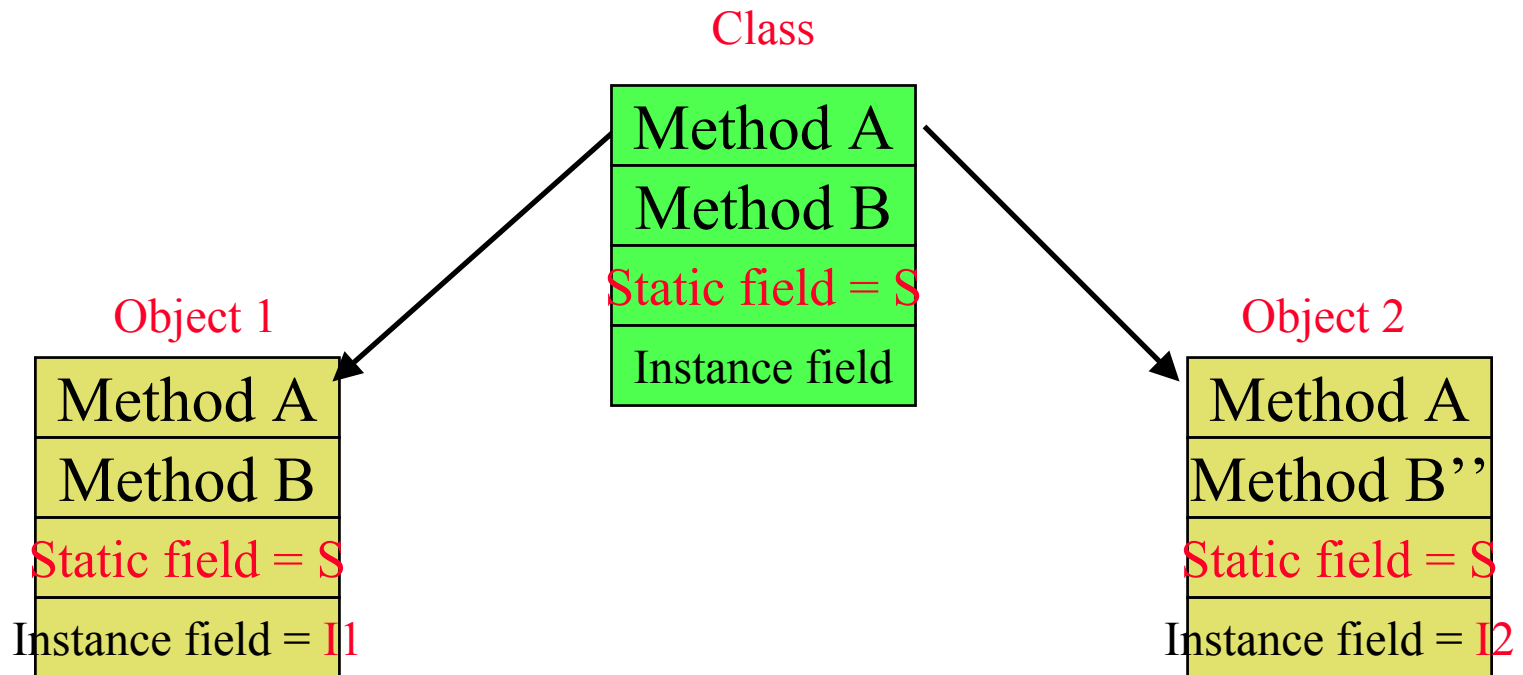 Class
Method A
Method B
Static field = S
Instance field
Object 1
Method A
Method B
Static field = S
Instance field = I1
Object 2
Method A
Method B’’
Static field = S
Instance field = I2